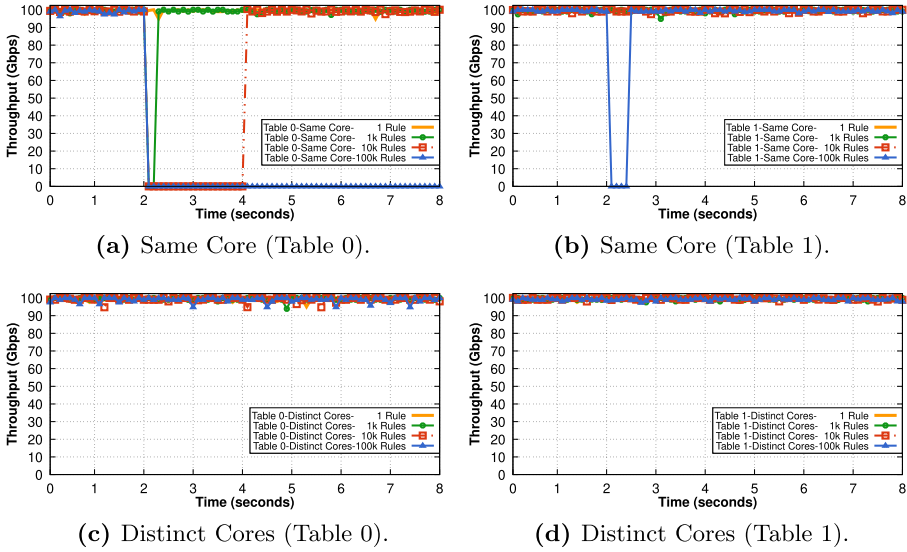 Throughput (Gbps)
100
90
80
70
60
50
40
30
20
10
0
Table 0-Same Core- 1 Rule
Table 0-Same Core- 1k Rules
Table 0-Same Core- 10k Rules
Table 0-Same Core-100k Rules
0 1 2 3 4 5 6 7 8
Time (seconds)
(a) Same Core (Table 0).
Throughput (Gbps)
100
90
80
70
60
50
40
30
20
10
0
Table 1-Same Core- 1 Rule
Table 1-Same Core- 1k Rules
Table 1-Same Core- 10k Rules
Table 1-Same Core-100k Rules
0 1 2 3 4 5 6 7 8
Time (seconds)
(b) Same Core (Table 1).
Throughput (Gbps)
100
90
80
70
60
50
40
30
20
10
0
Table 0-Distinct Cores- 1 Rule
Table 0-Distinct Cores- 1k Rules
Table 0-Distinct Cores- 10k Rules
Table 0-Distinct Cores-100k Rules
0 1 2 3 4 5 6 7 8
Time (seconds)
(c) Distinct Cores (Table 0).
Throughput (Gbps)
100
90
80
70
60
50
40
30
20
10
0
Table 1-Distinct Cores- 1 Rule
Table 1-Distinct Cores- 1k Rules
Table 1-Distinct Cores- 10k Rules
Table 1-Distinct Cores-100k Rules
0 1 2 3 4 5 6 7 8
Time (seconds)
(d) Distinct Cores (Table 1).